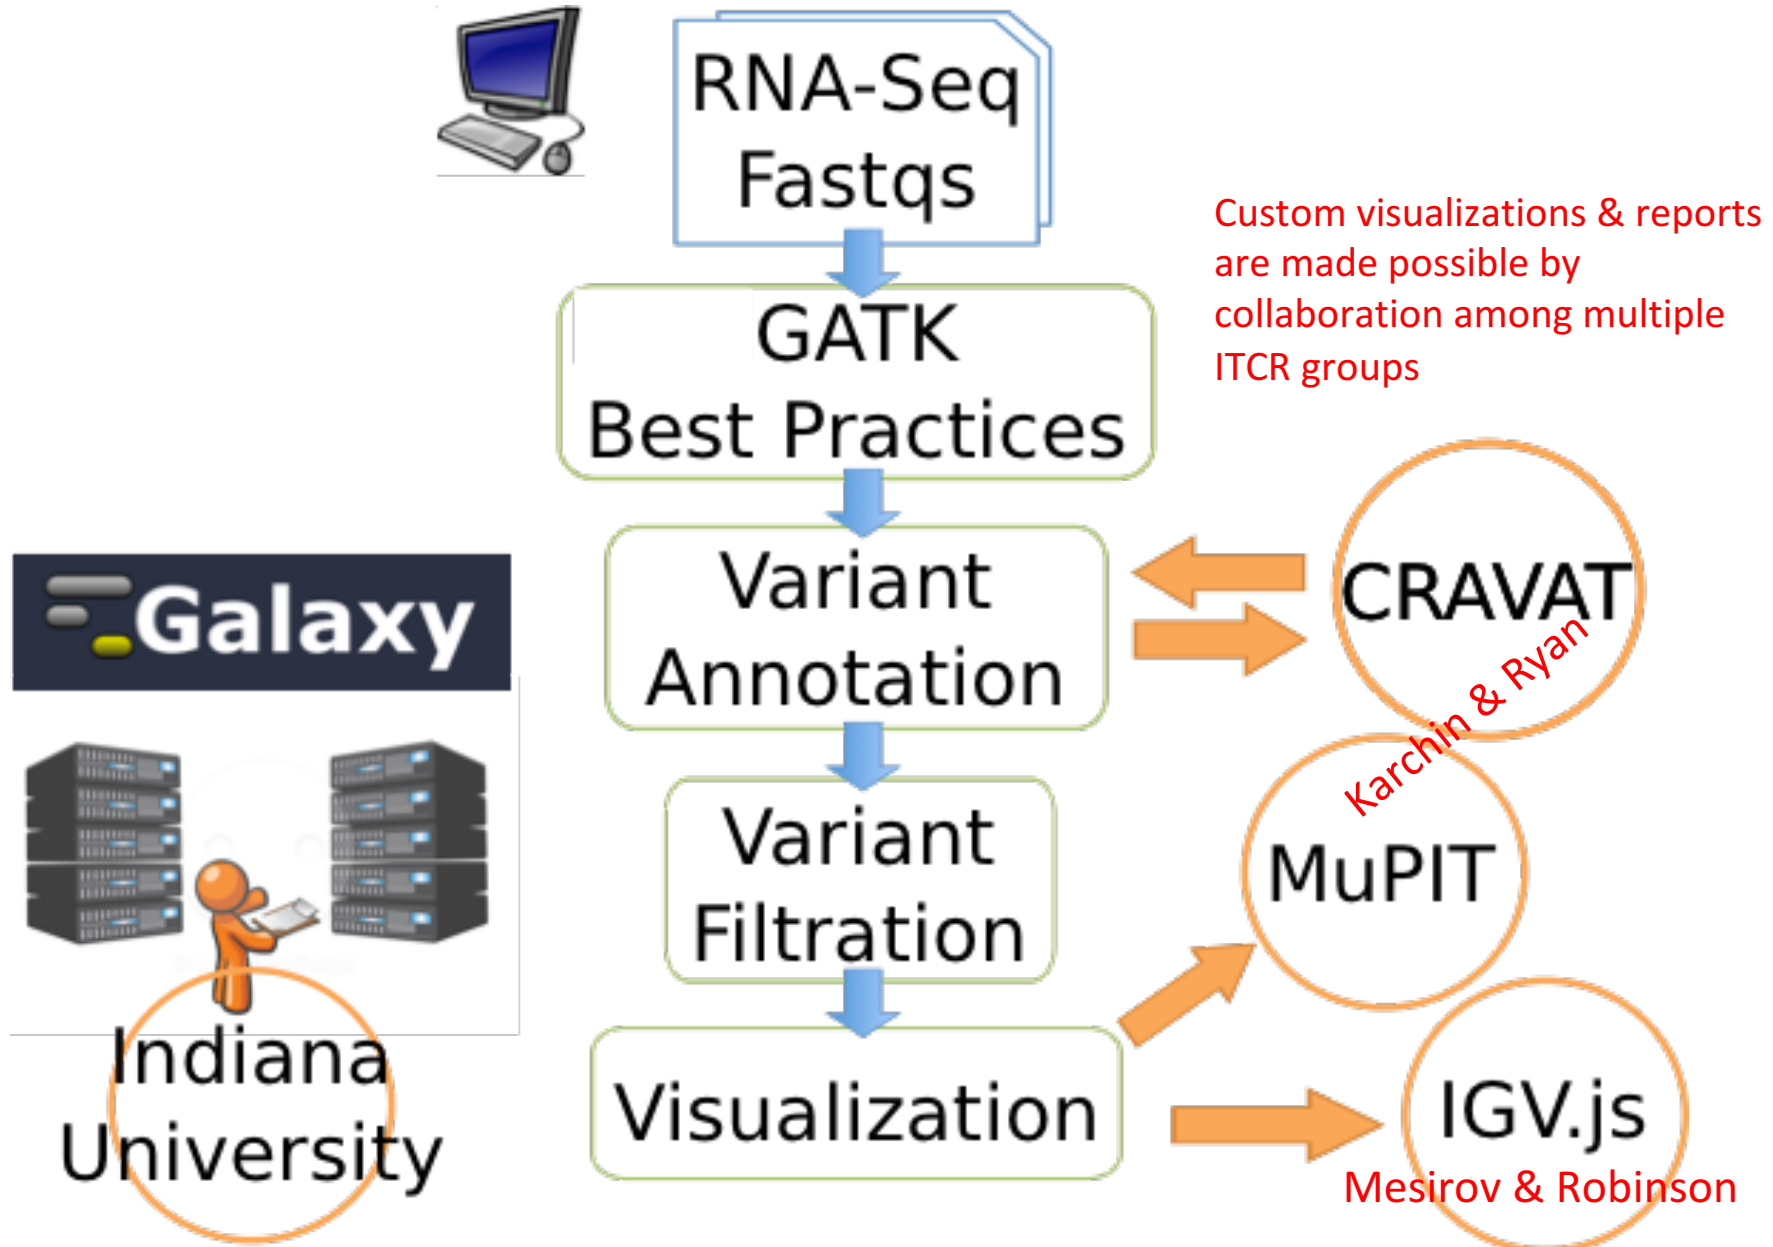 RNA-Seq
Fastqs
Custom visualizations & reports
are made possible by
collaboration among multiple
ITCR groups
GATK
Best Practices
Variant
Annotation
CRAVAT
Karchin & Ryan
Galaxy
Variant
Filtration
MuPIT
Indiana
University
Visualization
IGV.js
Mesirov & Robinson